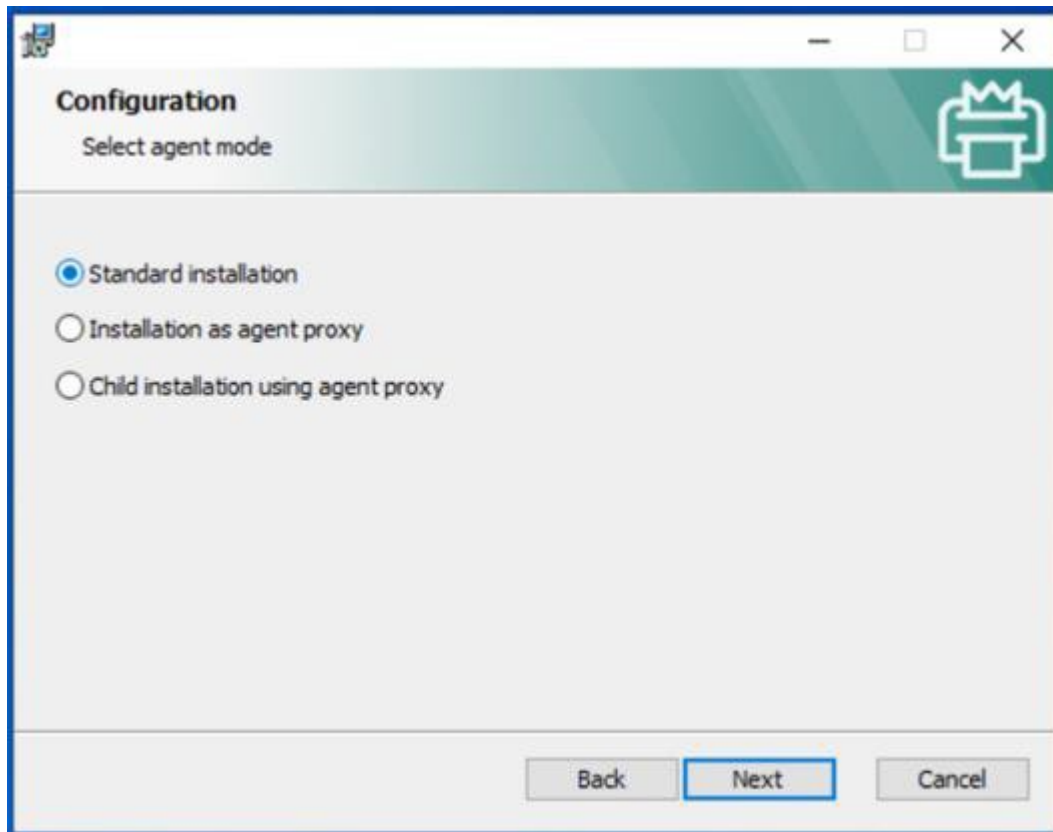 Configuration
Select agent mode
Standard installation
Installation as agent proxy
Child installation using agent proxy
Back Next Cancel